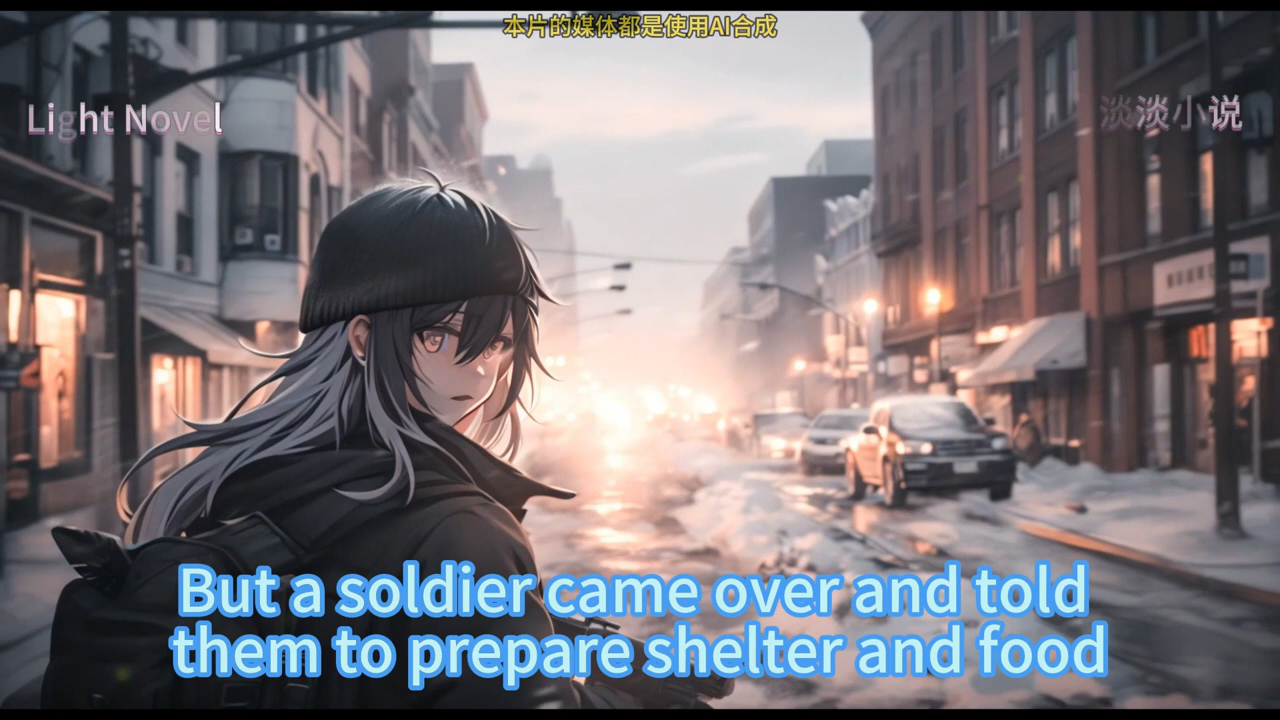 本片的媒体都是使用AI合成
Light Novel
淡淡小说
But a soldier came over and told
them to prepare shelter and food